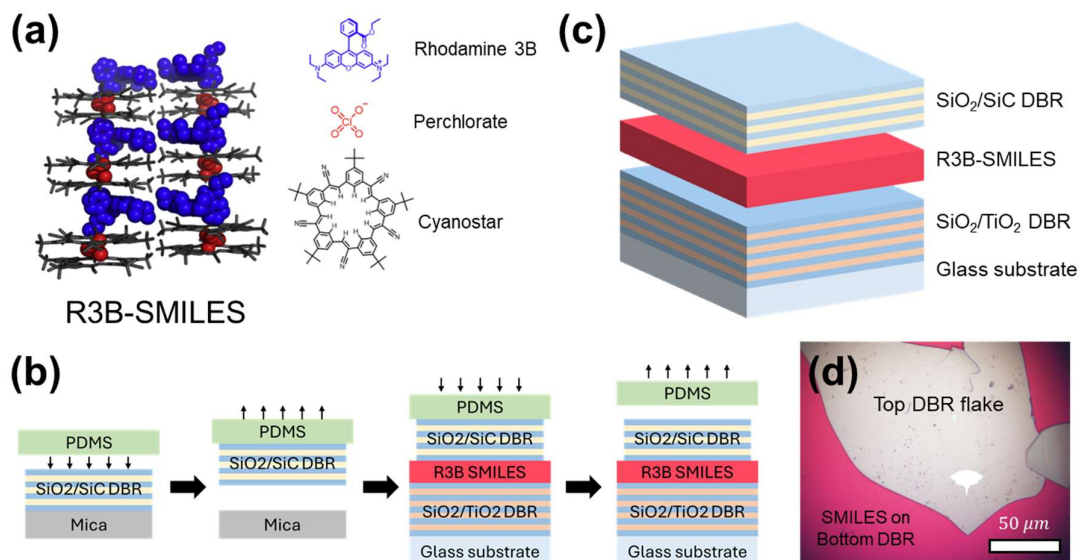 (a)
Rhodamine 3B
Perchlorate
Cyanostar
R3B-SMILES
(c)
SiO₂/SiC DBR
R3B-SMILES
SiO₂/TiO₂ DBR
Glass substrate
(b)
PDMS
SiO2/SiC DBR
Mica
PDMS
SiO2/SiC DBR
Mica
PDMS
SiO2/SiC DBR
R3B SMILES
SiO2/TiO2 DBR
Glass substrate
PDMS
SiO2/SiC DBR
R3B SMILES
SiO2/TiO2 DBR
Glass substrate
(d)
Top DBR flake
SMILES on
Bottom DBR
50 μm